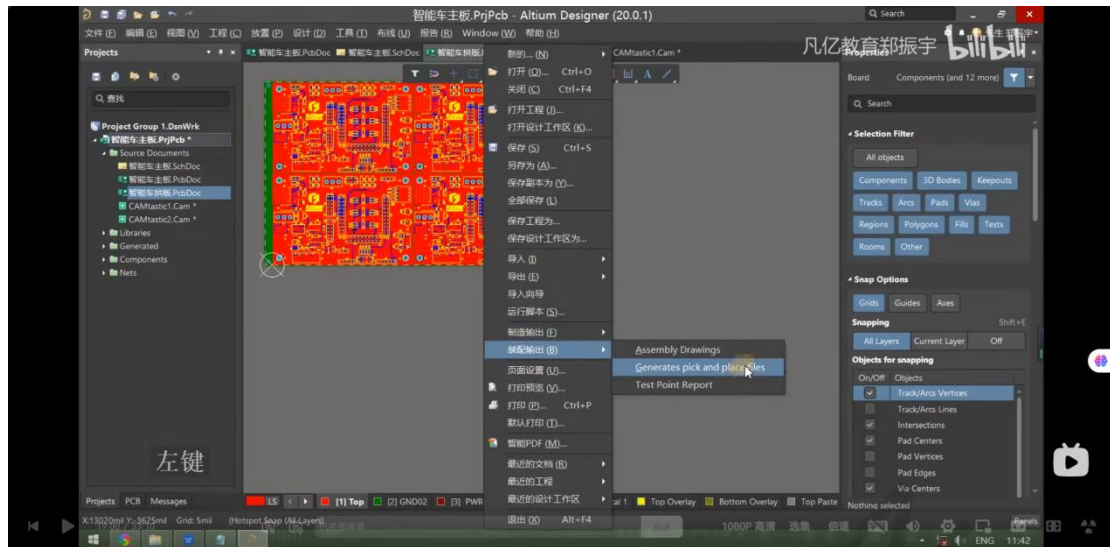 智能车主板.PrjPcb - Altium Designer (20.0.1)
Search
文件 (F) 编辑 (E) 视图 (V) 工程 (C) 放置 (P) 设计 (D) 工具 (T) 布线 (U) 报告 (R) Window (W) 帮助 (H)
凡亿教育郑振宇
bilibili
Projects
智能车主板.PcbDoc 智能车主板.SchDoc 智能车拼版.
CAMtastic1.Cam *
Properties
查找
Project Group 1.DsnWrk
智能车主板.PrjPcb *
Source Documents
智能车主板.SchDoc
智能车主板.PcbDoc
智能车拼版.PcbDoc
CAMtastic1.Cam *
CAMtastic2.Cam *
Libraries
Generated
Components
Nets
新的... (N)
打开 (O)... Ctrl+O
关闭 (C) Ctrl+F4
打开工程 (J)...
打开设计工作区 (K)...
保存 (S) Ctrl+S
另存为 (A)...
保存副本为 (Y)...
全部保存 (L)
保存工程为...
保存设计工作区为...
导入 (I)
导出 (E)
导入向导
运行脚本 (S)...
制造输出 (F)
装配输出 (B)
页面设置 (U)...
打印预览 (V)...
打印 (P)... Ctrl+P
默认打印 (T)...
智能PDF (M)...
最近的文档 (R)
最近的工程
最近的设计工作区
退出 (X) Alt+F4
Assembly Drawings
Generates pick and place files
Test Point Report
Board Components (and 12 more)
Search
Selection Filter
All objects
Components 3D Bodies Keepouts
Tracks Arcs Pads Vias
Regions Polygons Fills Texts
Rooms Other
Snap Options
Grids Guides Axes
Snapping Shift+E
All Layers Current Layer Off
Objects for snapping
On/Off Objects
Track/Arcs Vertices
Track/Arcs Lines
Intersections
Pad Centers
Pad Vertices
Pad Edges
Via Centers
Nothing selected
左键
Projects PCB Messages
LS [1] Top [2] GND02 [3] PWR
Top Overlay Bottom Overlay Top Paste
X:13020mil Y:-3625mil Grid: 5mil (Hotspot Snap (All Layers)
19:00 / 33:10
1080P 高清 选集 倍速
Panels
ENG 11:42